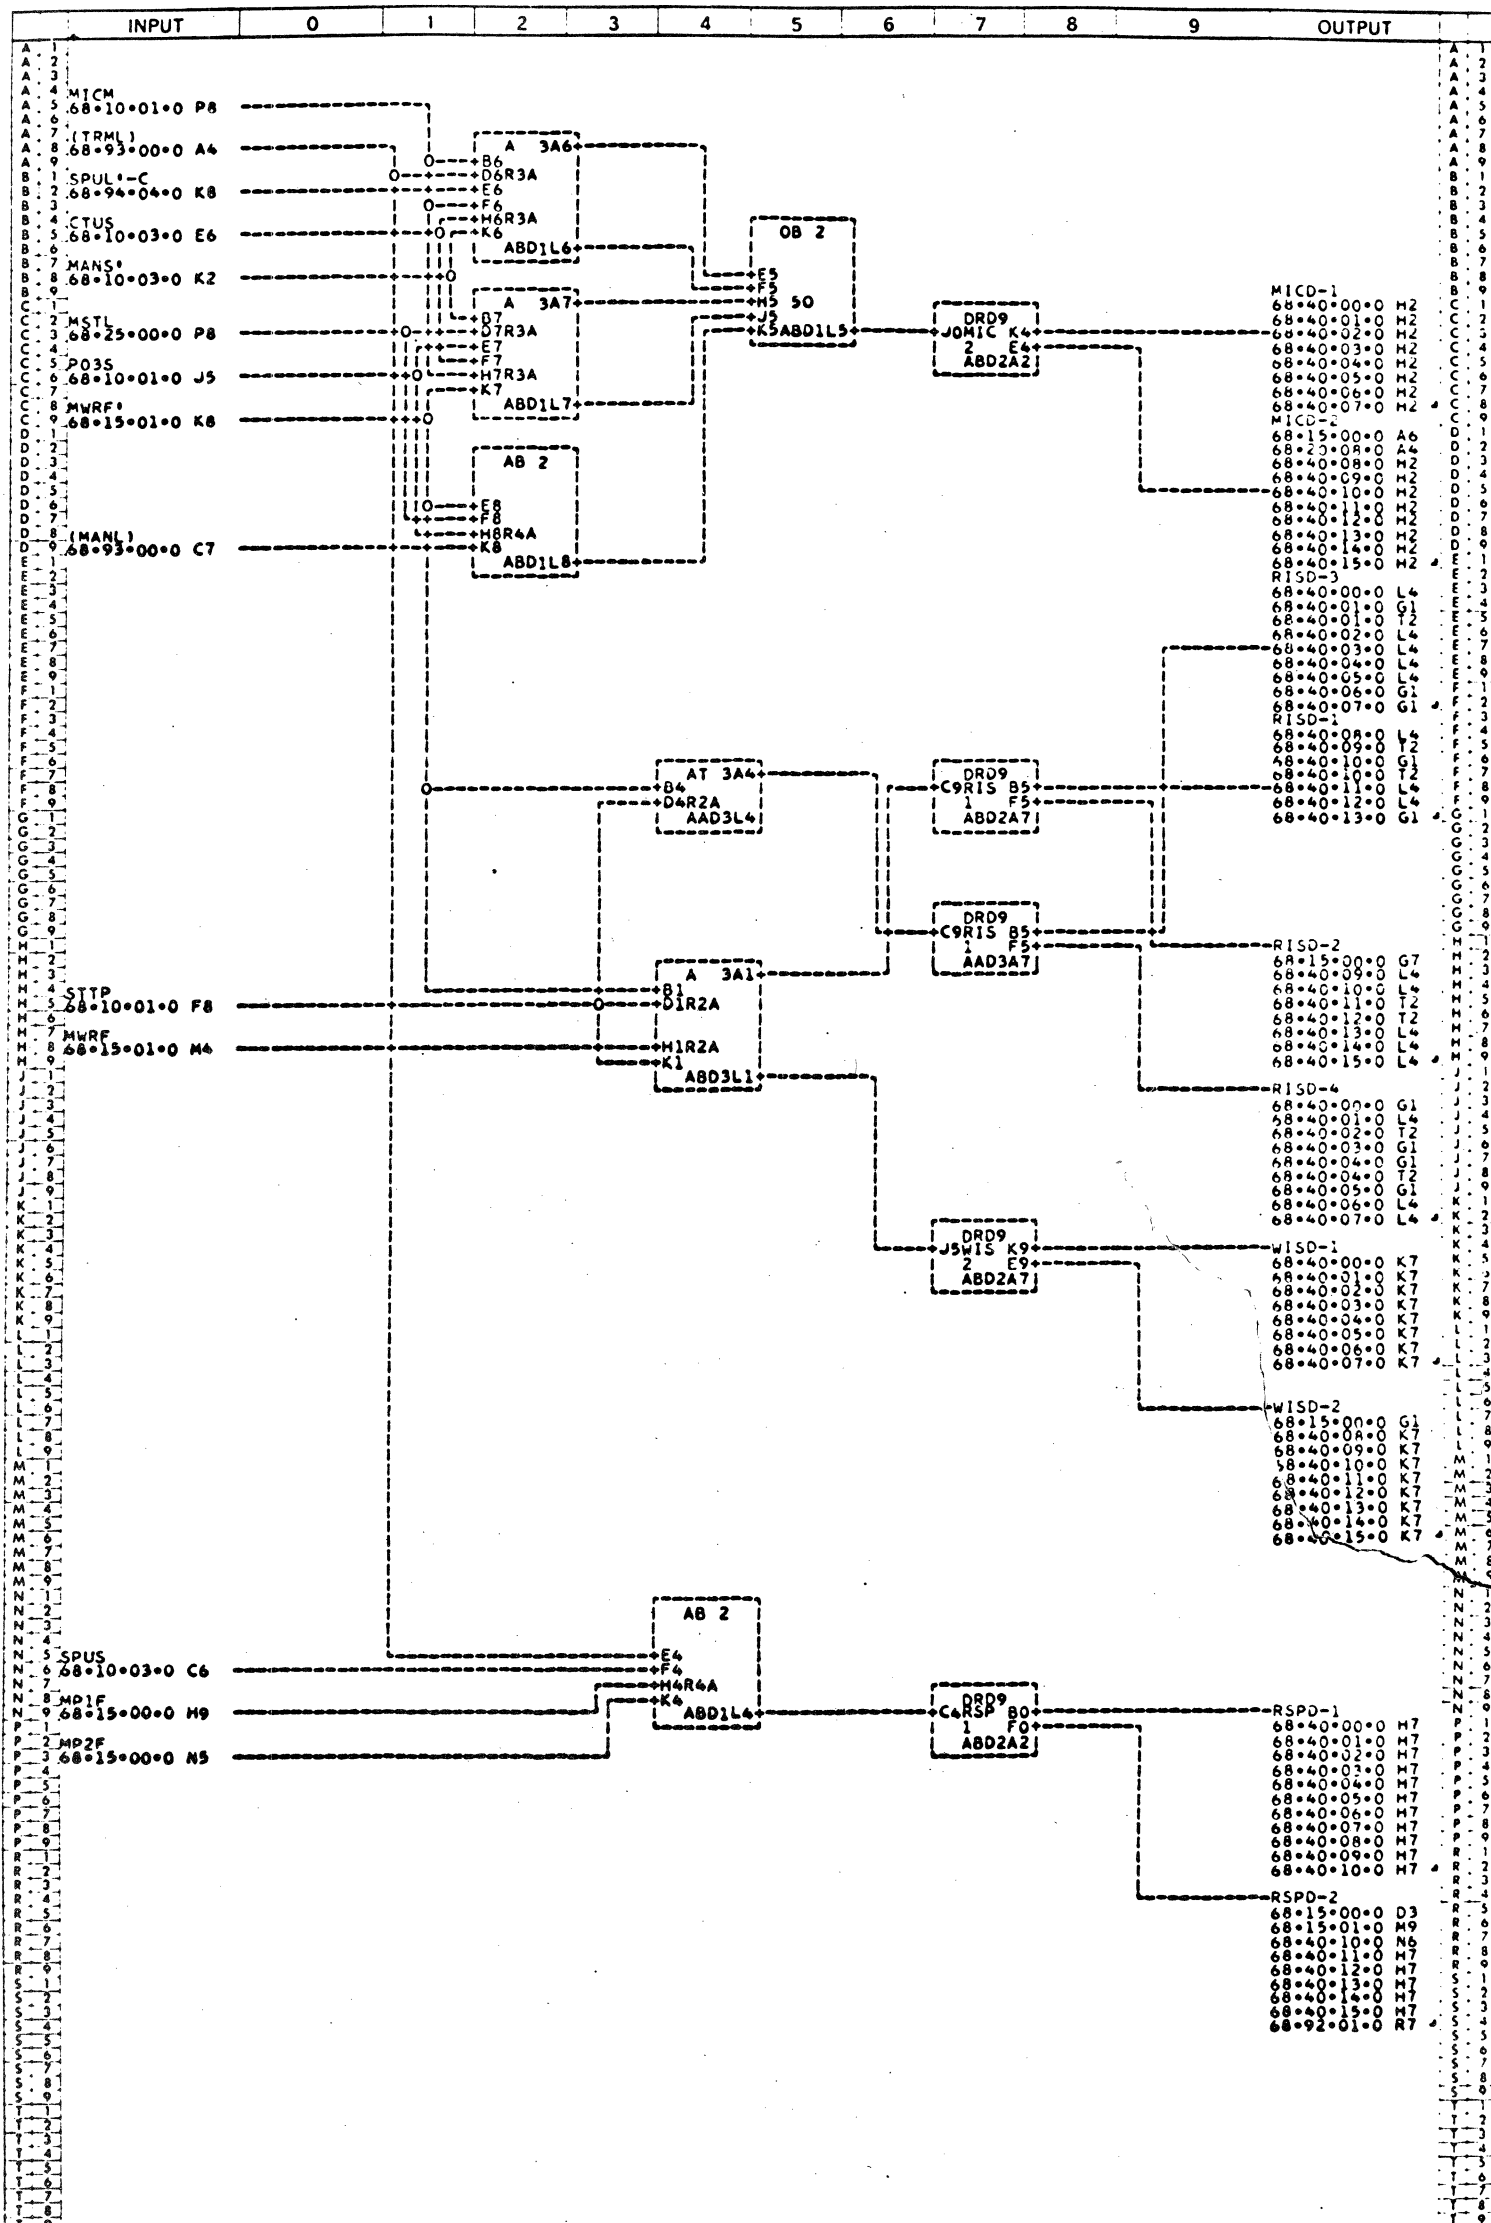 INPUT 0 1 2 3 4 5 6 7 8 9 OUTPUT
MICM
68•10•01•0 P8
(TRML)
68•93•00•0 A4
SPUL'-C
68•94•04•0 K8
CTUS
68•10•03•0 E6
MANS'
68•10•03•0 K2
MSTL
68•25•00•0 P8
PO3S
68•10•01•0 J5
MWRF'
68•15•01•0 K8
(MANL)
68•93•00•0 C7
STTP
68•10•01•0 F8
MWRF
68•15•01•0 M4
SPUS
68•10•03•0 C6
MP1F
68•15•00•0 H9
MP2F
68•15•00•0 N5
A 3A6
B6
D6R3A
E6
F6
H6R3A
K6
ABD1L6
A 3A7
B7
D7R3A
E7
F7
H7R3A
K7
ABD1L7
AB 2
E8
F8
H8R4A
K8
ABD1L8
OB 2
E5
F5
H5 50
J5
K5ABD1L5
DRD9
J0MIC K4
2 E4
ABD2A2
AT 3A4
B4
D4R2A
AAD3L4
DRD9
C9RIS B5
1 F5
ABD2A7
DRD9
C9RIS B5
1 F5
AAD3A7
A 3A1
B1
D1R2A
H1R2A
K1
ABD3L1
DRD9
J5WIS K9
2 E9
ABD2A7
AB 2
E4
F4
H4R4A
K4
ABD1L4
DRD9
C4RSP B0
1 F0
ABD2A2
MICD-1
68•40•00•0 H2
68•40•01•0 H2
68•40•02•0 H2
68•40•03•0 H2
68•40•04•0 H2
68•40•05•0 H2
68•40•06•0 H2
68•40•07•0 H2
MICD-2
68•15•00•0 A6
68•20•08•0 A4
68•40•08•0 H2
68•40•09•0 H2
68•40•10•0 H2
68•40•11•0 H2
68•40•12•0 H2
68•40•13•0 H2
68•40•14•0 H2
68•40•15•0 H2
RISD-3
68•40•00•0 L4
68•40•01•0 G1
68•40•01•0 T2
68•40•02•0 L4
68•40•03•0 L4
68•40•04•0 L4
68•40•05•0 L4
68•40•06•0 G1
68•40•07•0 G1
RISD-1
68•40•08•0 L4
68•40•09•0 T2
68•40•10•0 G1
68•40•10•0 T2
68•40•11•0 L4
68•40•12•0 L4
68•40•13•0 G1
RISD-2
68•15•00•0 G7
68•40•09•0 L4
68•40•10•0 L4
68•40•11•0 T2
68•40•12•0 T2
68•40•13•0 L4
68•40•14•0 L4
68•40•15•0 L4
RISD-4
68•40•00•0 G1
68•40•01•0 L4
68•40•02•0 T2
68•40•03•0 G1
68•40•04•0 G1
68•40•04•0 T2
68•40•05•0 G1
68•40•06•0 L4
68•40•07•0 L4
WISD-1
68•40•00•0 K7
68•40•01•0 K7
68•40•02•0 K7
68•40•03•0 K7
68•40•04•0 K7
68•40•05•0 K7
68•40•06•0 K7
68•40•07•0 K7
WISD-2
68•15•00•0 G1
68•40•08•0 K7
68•40•09•0 K7
68•40•10•0 K7
68•40•11•0 K7
68•40•12•0 K7
68•40•13•0 K7
68•40•14•0 K7
68•40•15•0 K7
RSPD-1
68•40•00•0 H7
68•40•01•0 H7
68•40•02•0 H7
68•40•03•0 H7
68•40•04•0 H7
68•40•05•0 H7
68•40•06•0 H7
68•40•07•0 H7
68•40•08•0 H7
68•40•09•0 H7
68•40•10•0 H7
RSPD-2
68•15•00•0 D3
68•15•01•0 M9
68•40•10•0 N6
68•40•11•0 H7
68•40•12•0 H7
68•40•13•0 H7
68•40•14•0 H7
68•40•15•0 H7
68•92•01•0 R7